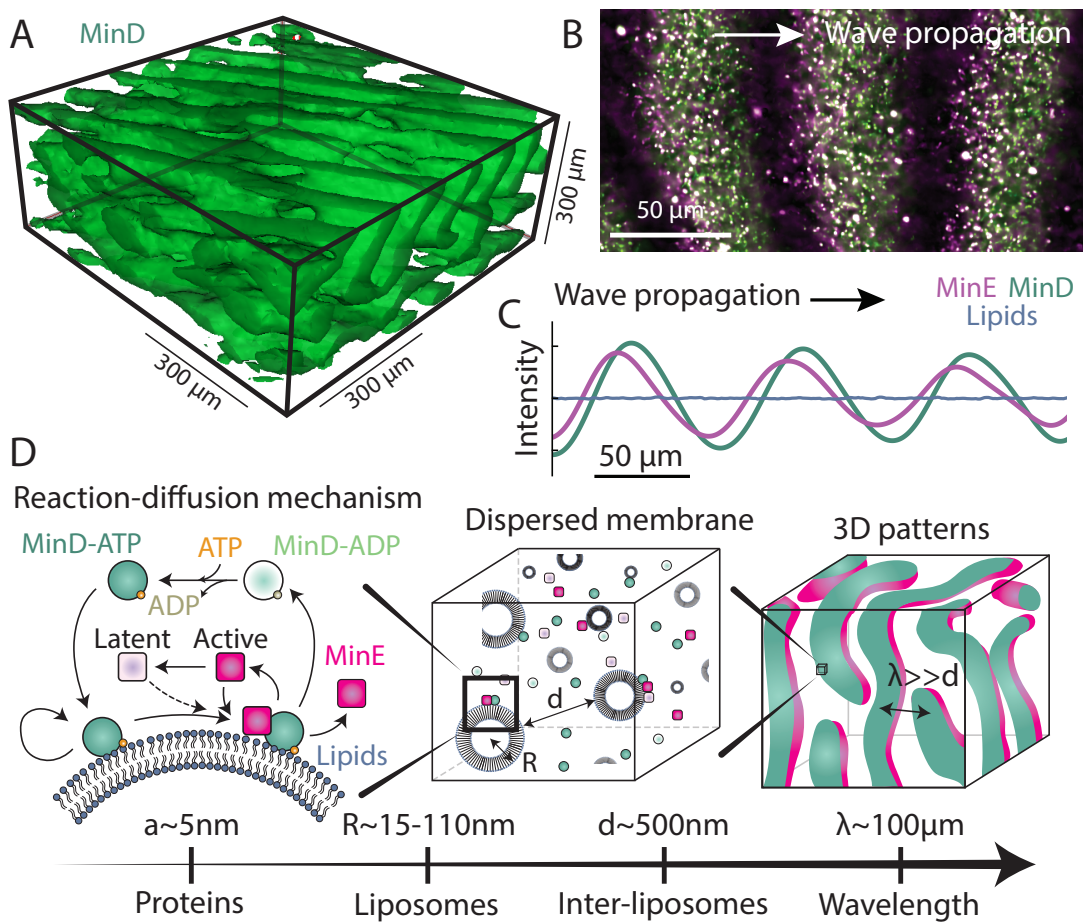 A
MinD
300 μm
300 μm
300 μm
B
Wave propagation
50 μm
C
Wave propagation
MinE MinD
Lipids
Intensity
50 μm
D
Reaction-diffusion mechanism
MinD-ATP
ATP
MinD-ADP
ADP
Latent
Active
MinE
Lipids
Dispersed membrane
d
R
3D patterns
λ>>d
a~5nm
R~15-110nm
d~500nm
λ~100μm
Proteins
Liposomes
Inter-liposomes
Wavelength